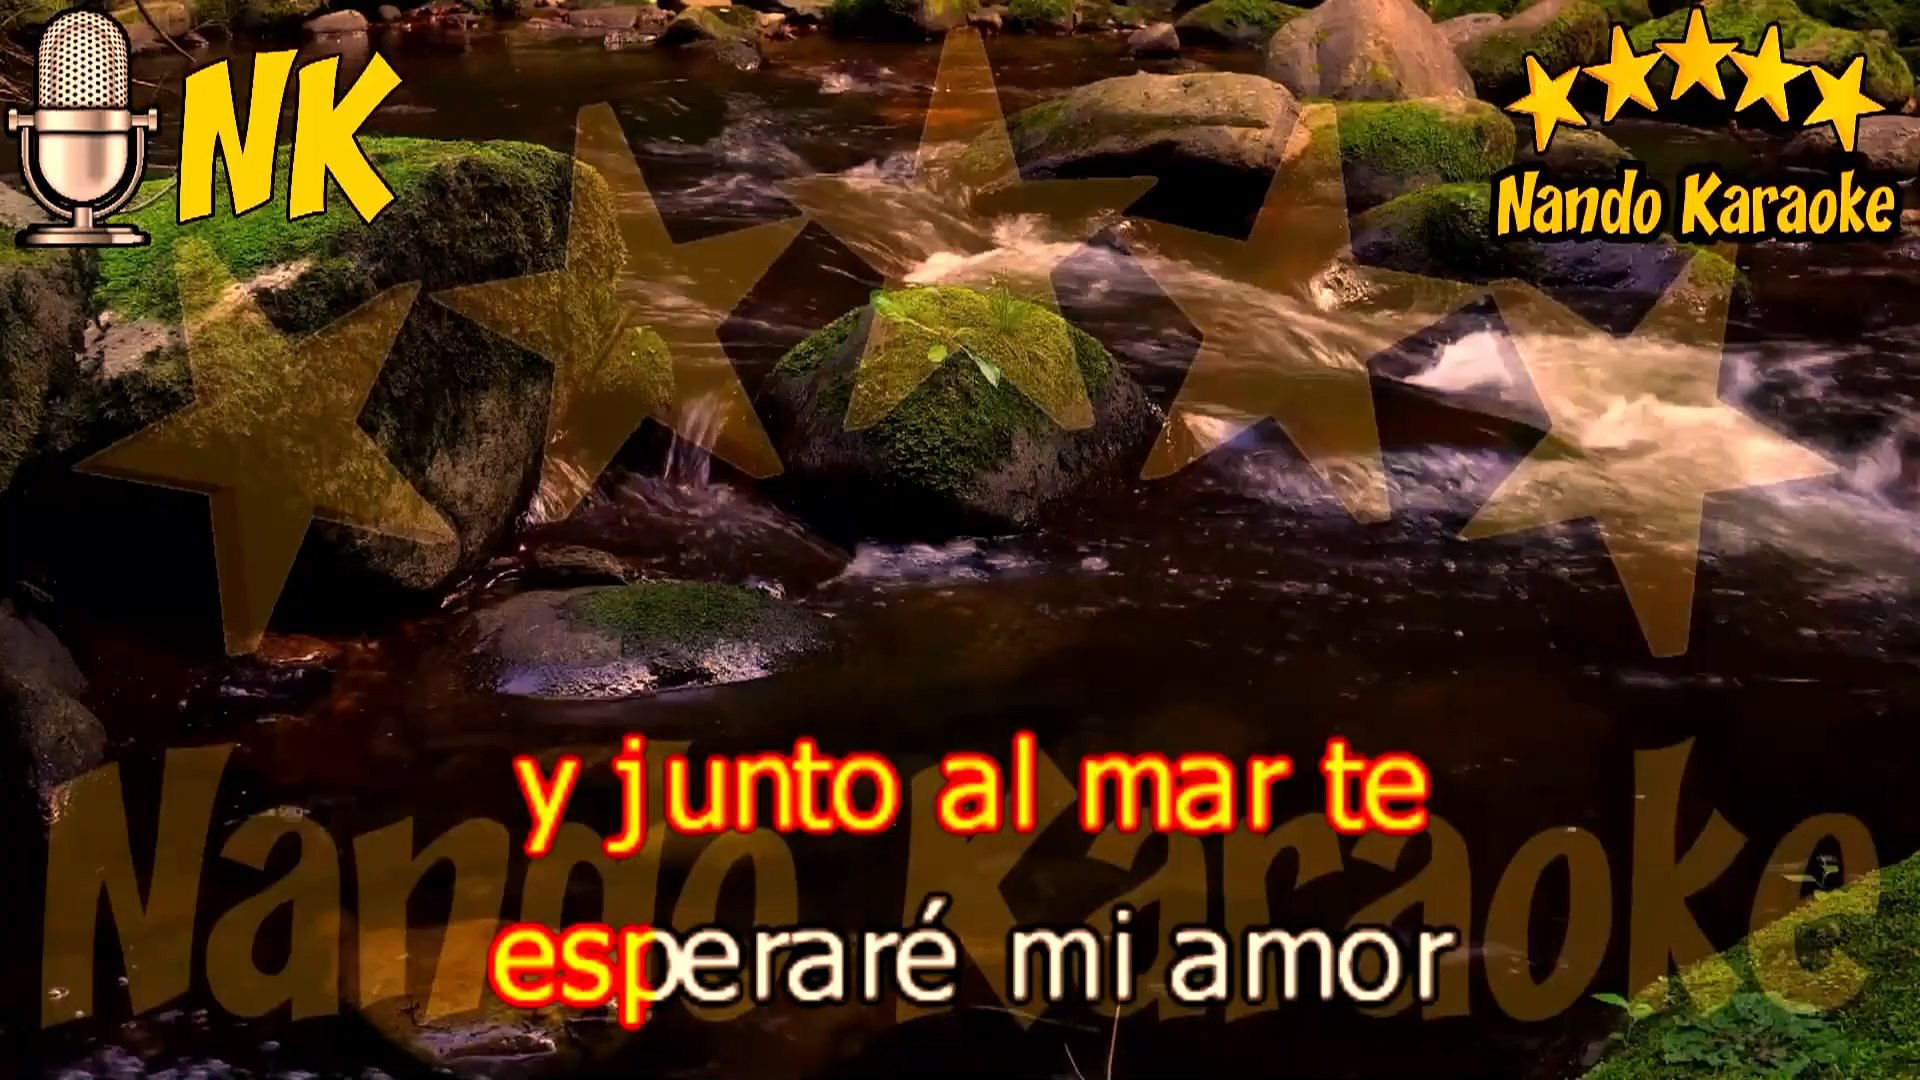 NK
Nando Karaoke
y junto al mar te
esperaré mi amor
Nando Karaoke